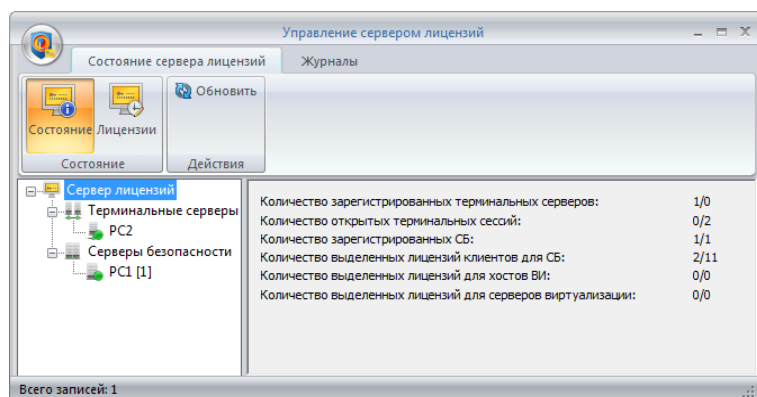 Управление сервером лицензий
Состояние сервера лицензий Журналы
Обновить
Состояние Лицензии
Состояние Действия
Сервер лицензий
Терминальные серверы
PC2
Серверы безопасности
PC1 [1]
Количество зарегистрированных терминальных серверов: 1/0
Количество открытых терминальных сессий: 0/2
Количество зарегистрированных СБ: 1/1
Количество выделенных лицензий клиентов для СБ: 2/11
Количество выделенных лицензий для хостов ВИ: 0/0
Количество выделенных лицензий для серверов виртуализации: 0/0
Всего записей: 1